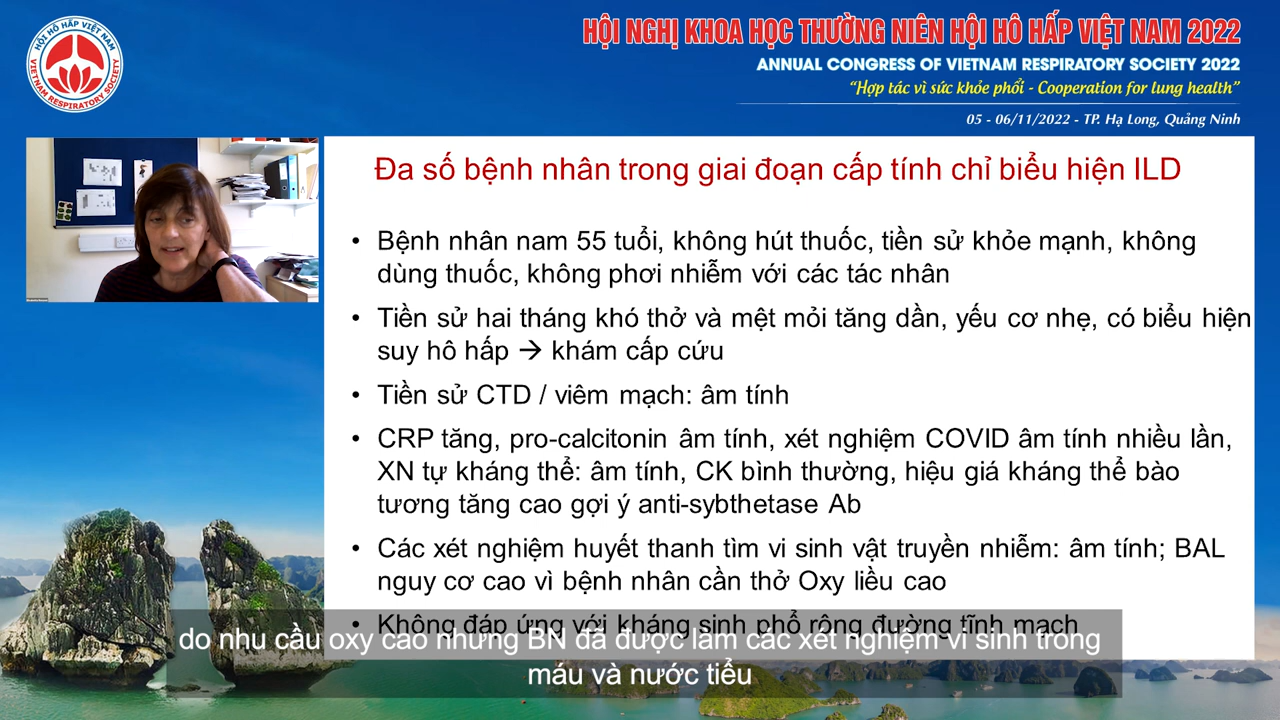 HỘI HÔ HẤP VIỆT NAM
VIETNAM RESPIRATORY SOCIETY
HỘI NGHỊ KHOA HỌC THƯỜNG NIÊN HỘI HÔ HẤP VIỆT NAM 2022
ANNUAL CONGRESS OF VIETNAM RESPIRATORY SOCIETY 2022
“Hợp tác vì sức khỏe phổi - Cooperation for lung health”
05 - 06/11/2022 - TP. Hạ Long, Quảng Ninh
Đa số bệnh nhân trong giai đoạn cấp tính chỉ biểu hiện ILD
• Bệnh nhân nam 55 tuổi, không hút thuốc, tiền sử khỏe mạnh, không
dùng thuốc, không phơi nhiễm với các tác nhân
• Tiền sử hai tháng khó thở và mệt mỏi tăng dần, yếu cơ nhẹ, có biểu hiện
suy hô hấp → khám cấp cứu
• Tiền sử CTD / viêm mạch: âm tính
• CRP tăng, pro-calcitonin âm tính, xét nghiệm COVID âm tính nhiều lần,
XN tự kháng thể: âm tính, CK bình thường, hiệu giá kháng thể bào
tương tăng cao gợi ý anti-sybthetase Ab
• Các xét nghiệm huyết thanh tìm vi sinh vật truyền nhiễm: âm tính; BAL
nguy cơ cao vì bệnh nhân cần thở Oxy liều cao
• Không đáp ứng với kháng sinh phổ rộng đường tĩnh mạch
do nhu cầu oxy cao nhưng BN đã được làm các xét nghiệm vi sinh trong
máu và nước tiểu